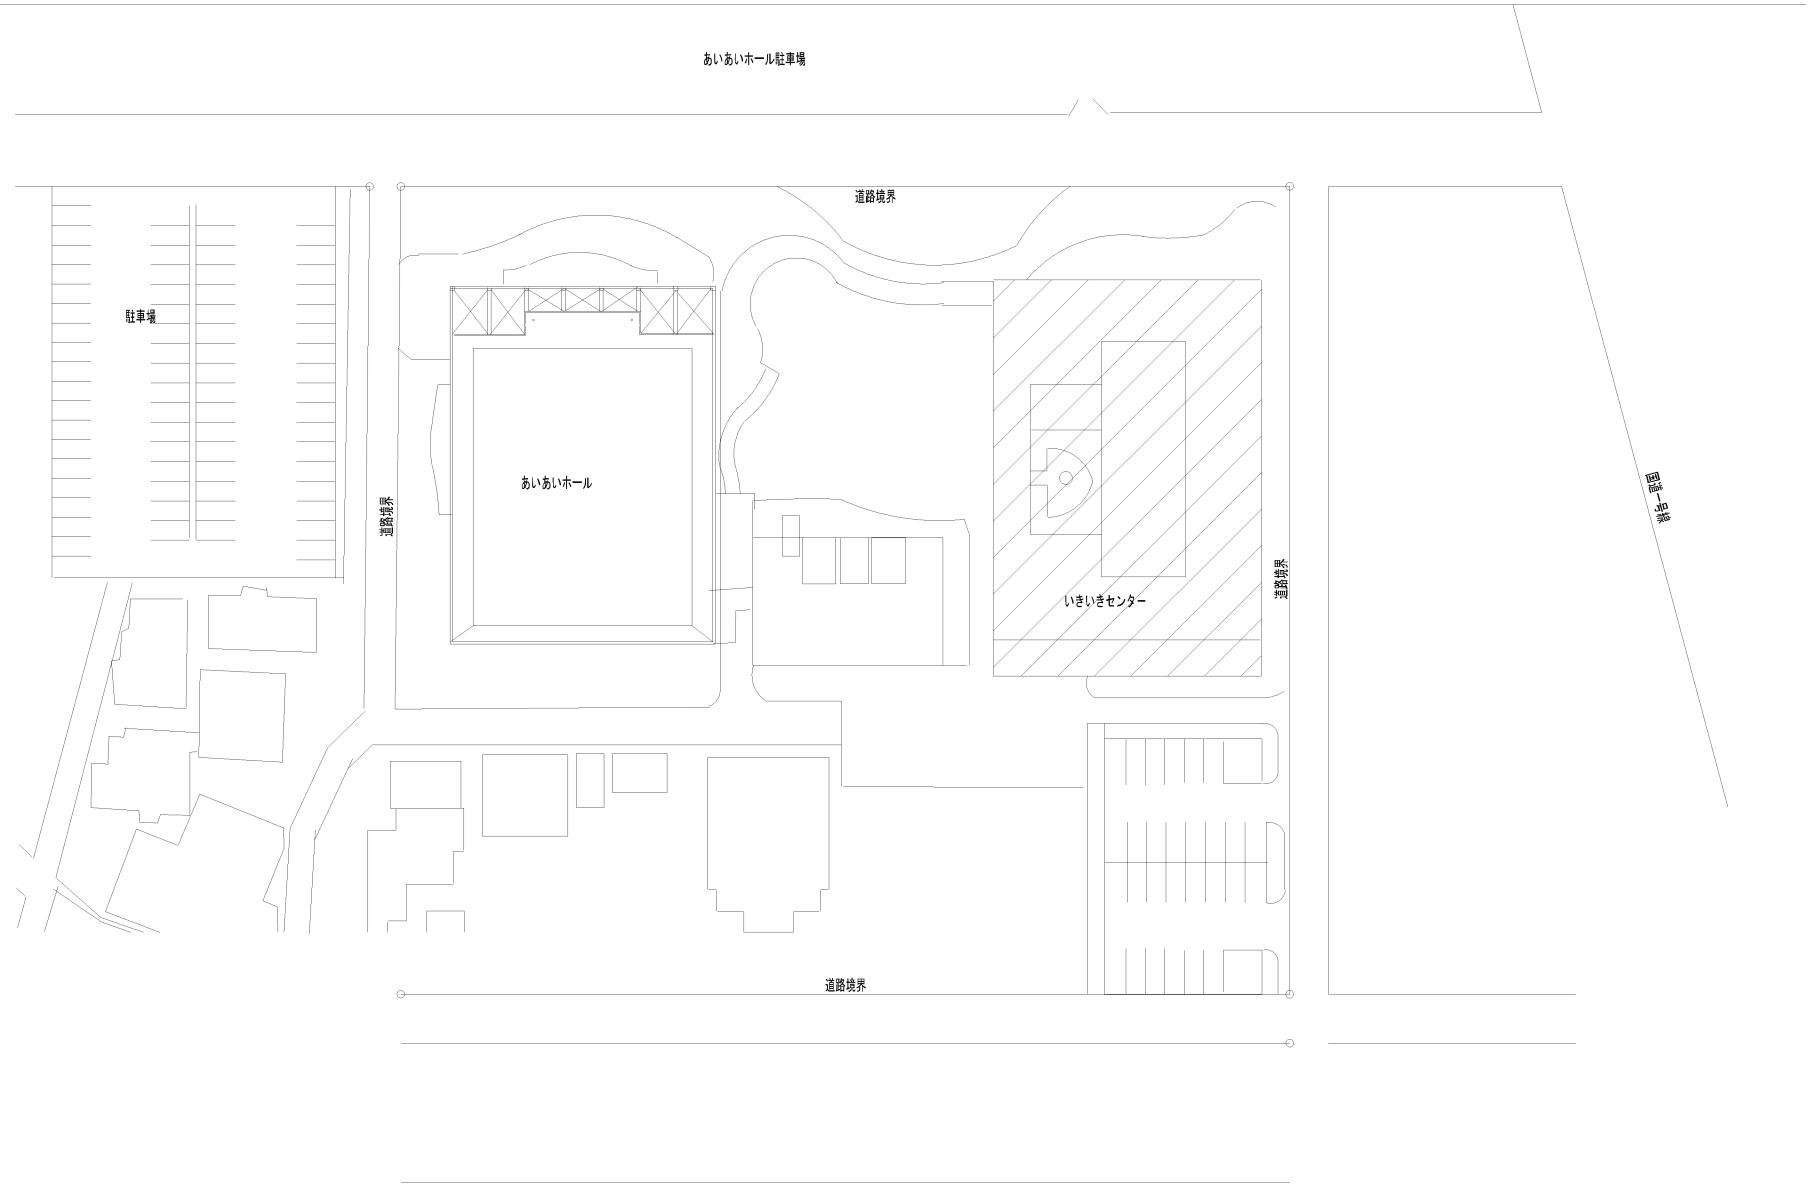 あいあいホール駐車場
道路境界
駐車場
あいあいホール
道路境界
国道一号線
道路境界
いきいきセンター
道路境界